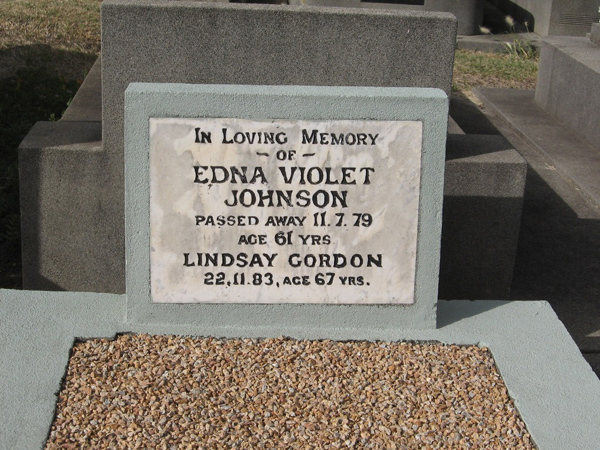 IN LOVING MEMORY
~ OF ~
EDNA VIOLET
JOHNSON
PASSED AWAY 11.7.79
AGE 61 YRS
LINDSAY GORDON
22.11.83, AGE 67 YRS.